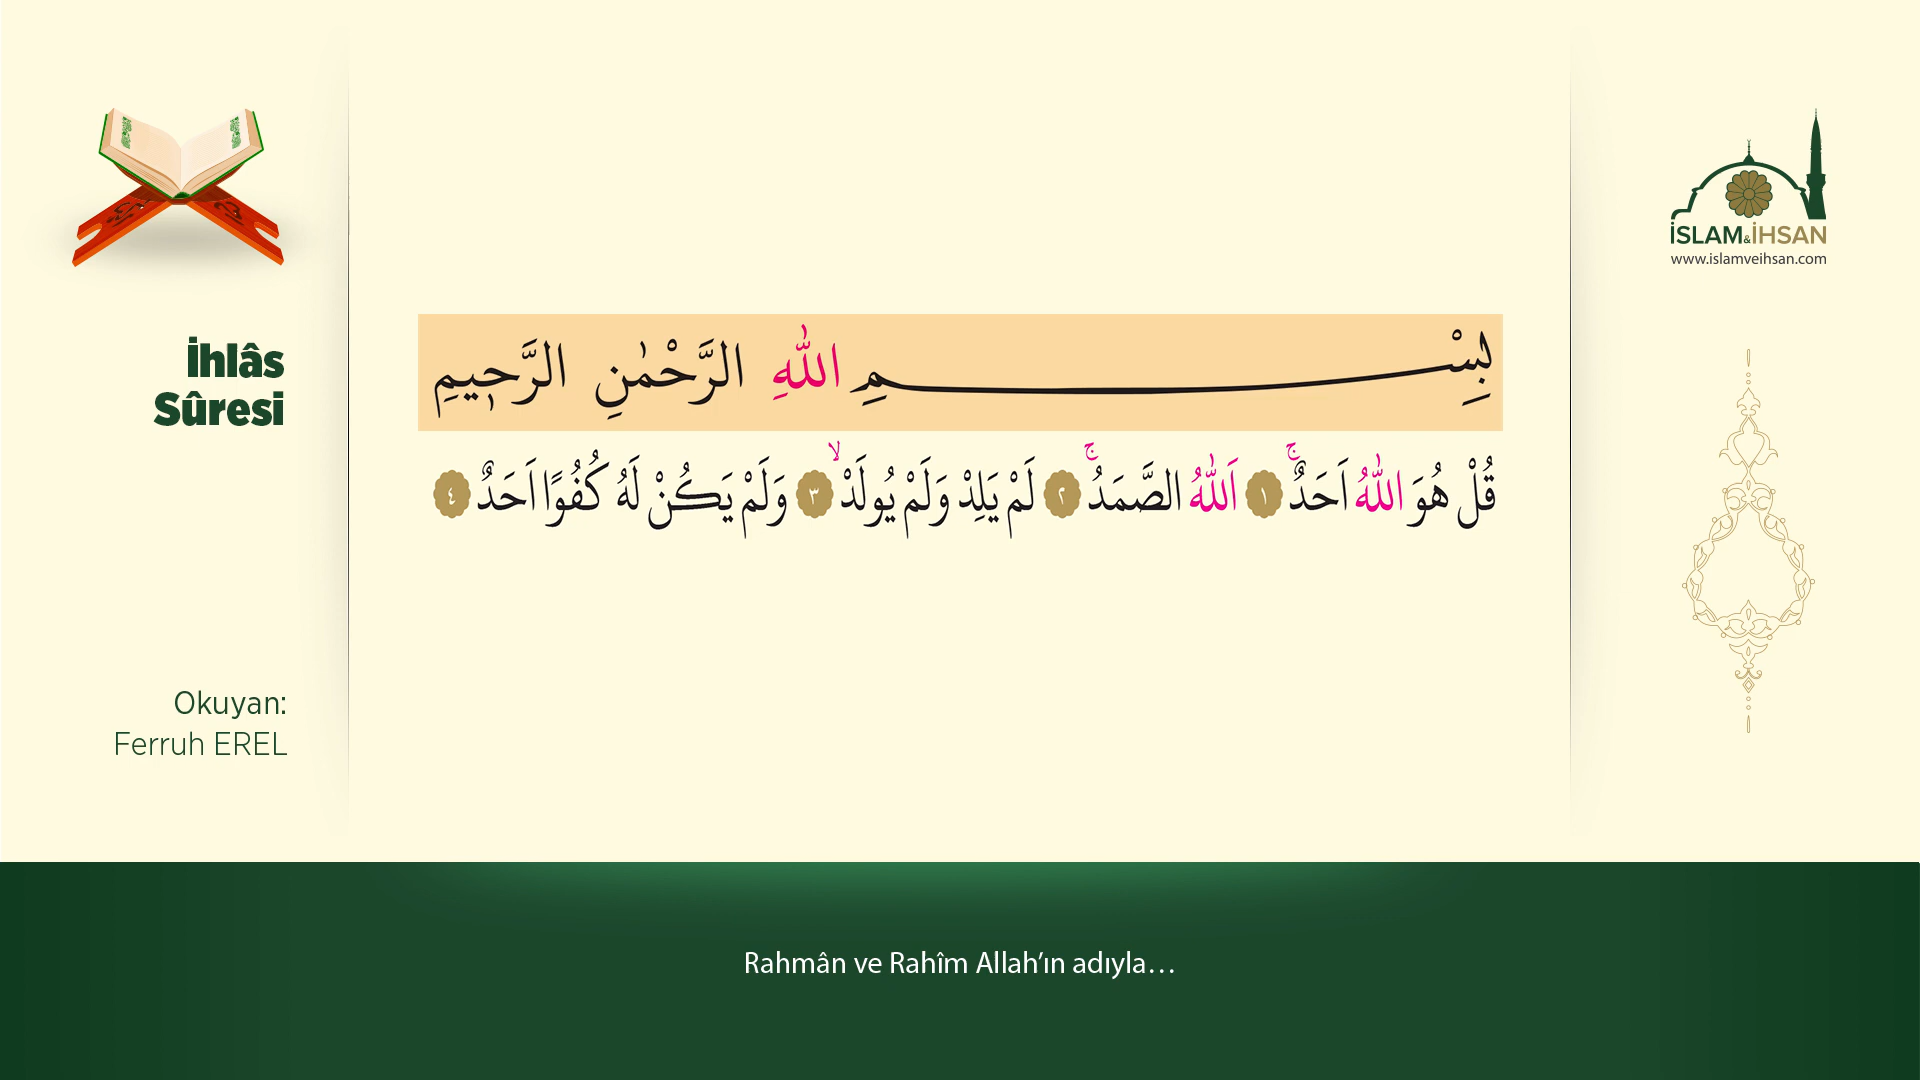 İhlâs
Sûresi
Okuyan:
Ferruh EREL
بِسْــــــــــــــمِ اللّٰهِ الرَّحْمٰنِ الرَّح۪يمِ
قُلْ هُوَ اللّٰهُ اَحَدٌۚ ﴿١﴾ اَللّٰهُ الصَّمَدُۚ ﴿٢﴾ لَمْ يَلِدْ وَلَمْ يُولَدْۙ ﴿٣﴾ وَلَمْ يَكُنْ لَهُ كُفُوًا اَحَدٌ ﴿٤﴾
İSLAM&İHSAN
www.islamveihsan.com
Rahmân ve Rahîm Allah’ın adıyla…